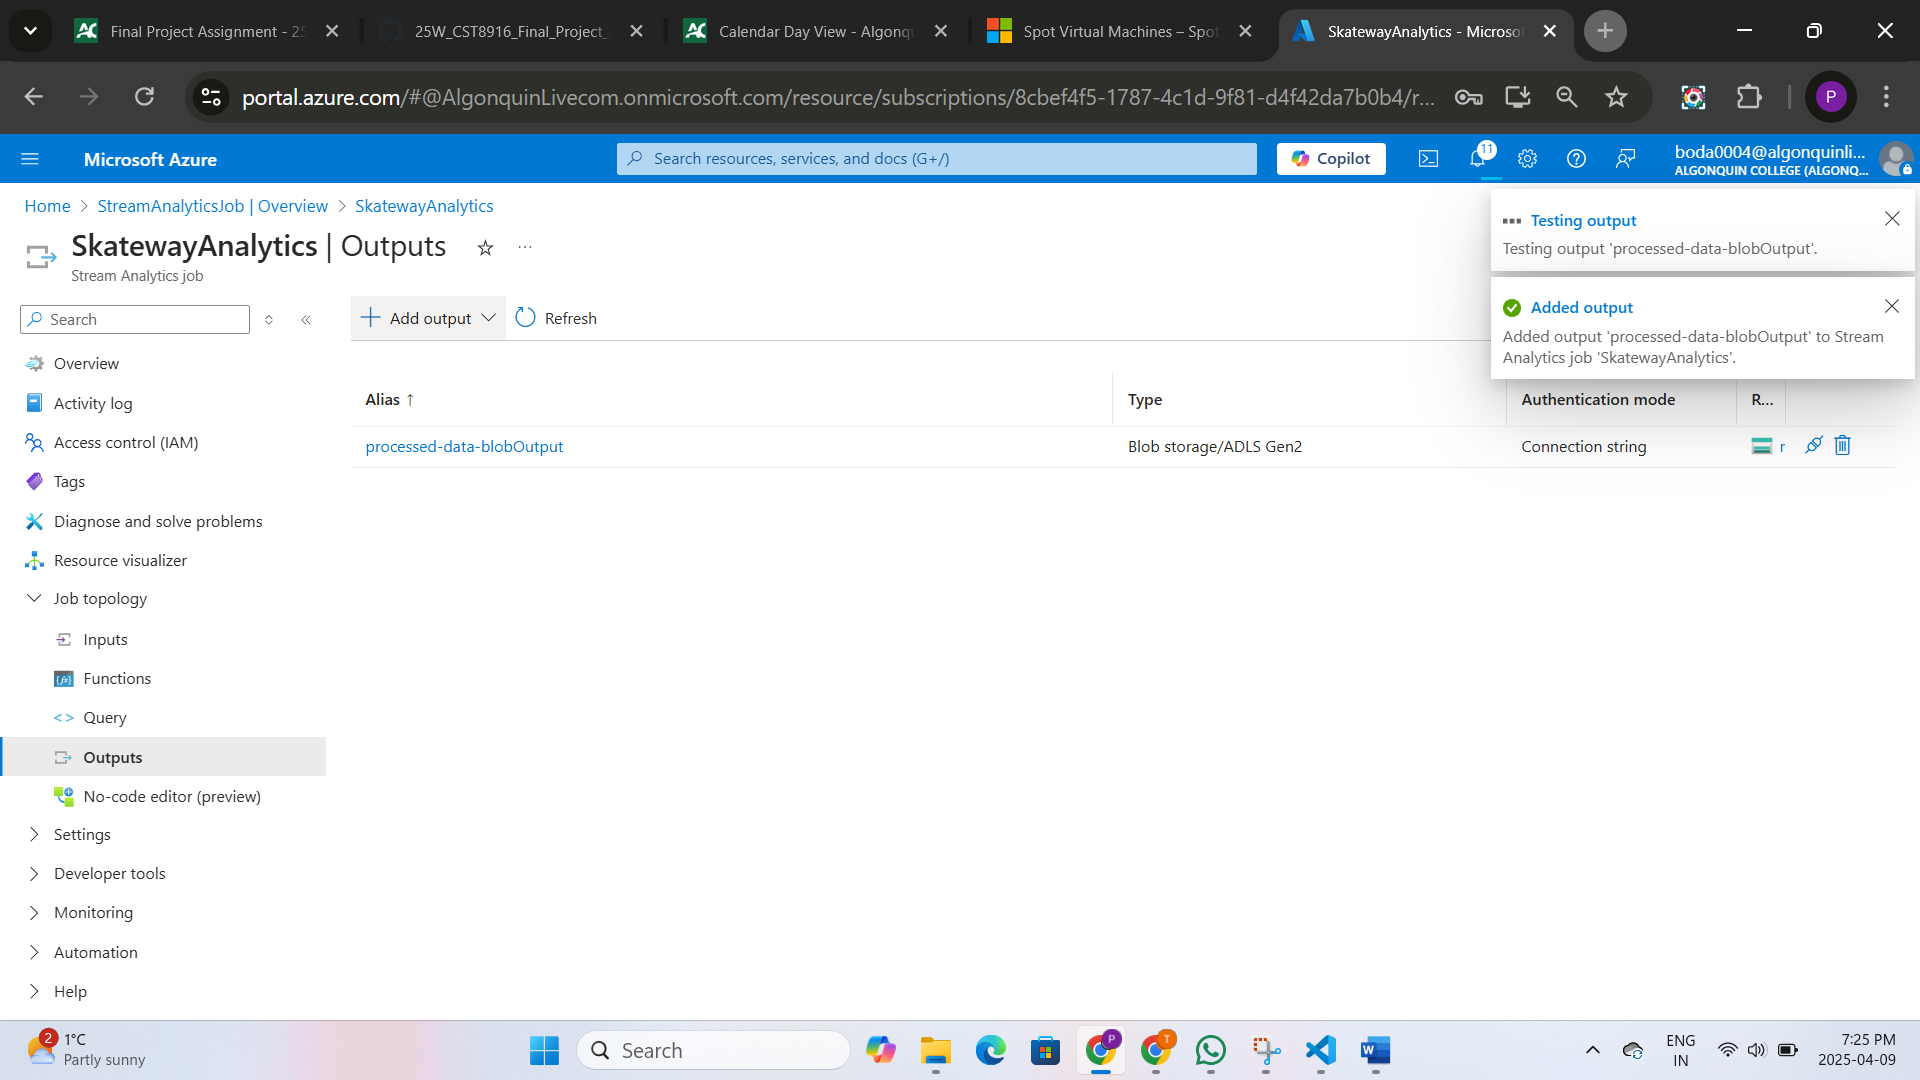 Final Project Assignment - 25
25W_CST8916_Final_Project_
Calendar Day View - Algonqu
Spot Virtual Machines – Spot
SkatewayAnalytics - Microsof
portal.azure.com/#@AlgonquinLivecom.onmicrosoft.com/resource/subscriptions/8cbef4f5-1787-4c1d-9f81-d4f42da7b0b4/r...
P
Microsoft Azure
Search resources, services, and docs (G+/)
Copilot
11
boda0004@algonquinli...
ALGONQUIN COLLEGE (ALGONQ...
Home > StreamAnalyticsJob | Overview > SkatewayAnalytics
SkatewayAnalytics | Outputs
Stream Analytics job
Testing output
Testing output 'processed-data-blobOutput'.
Added output
Added output 'processed-data-blobOutput' to Stream
Analytics job 'SkatewayAnalytics'.
Search
Add output
Refresh
Alias ↑
Type
Authentication mode
R...
processed-data-blobOutput
Blob storage/ADLS Gen2
Connection string
r
Overview
Activity log
Access control (IAM)
Tags
Diagnose and solve problems
Resource visualizer
Job topology
Inputs
Functions
Query
Outputs
No-code editor (preview)
Settings
Developer tools
Monitoring
Automation
Help
2
1°C
Partly sunny
Search
P
T
ENG
IN
7:25 PM
2025-04-09